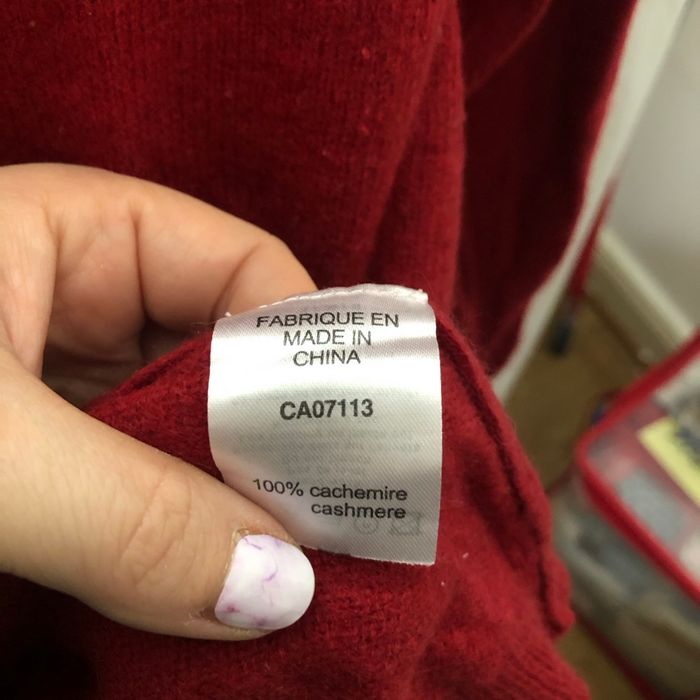 FABRIQUE EN
MADE IN
CHINA
CA07113
100% cachemire
cashmere